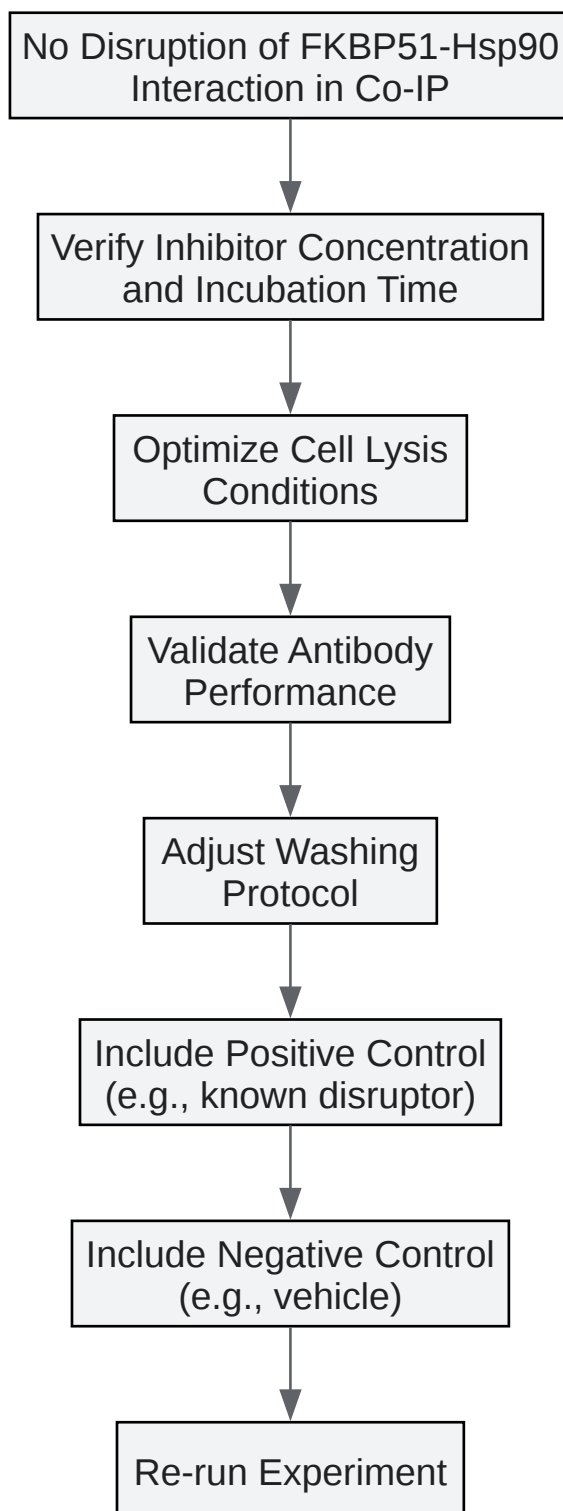 No Disruption of FKBP51-Hsp90
Interaction in Co-IP
Verify Inhibitor Concentration
and Incubation Time
Optimize Cell Lysis
Conditions
Validate Antibody
Performance
Adjust Washing
Protocol
Include Positive Control
(e.g., known disruptor)
Include Negative Control
(e.g., vehicle)
Re-run Experiment